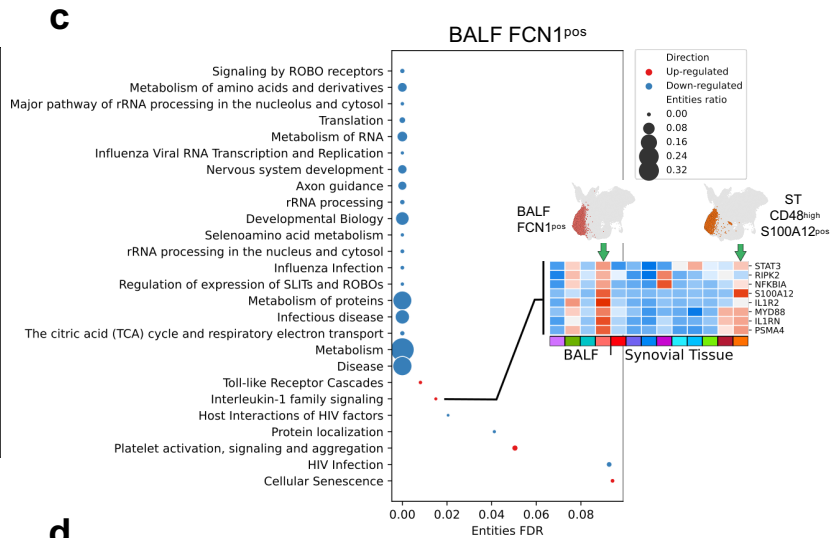 c
BALF FCN1pos
Direction
Up-regulated
Down-regulated
Entities ratio
0.00
0.08
0.16
0.24
0.32
Signaling by ROBO receptors
Metabolism of amino acids and derivatives
Major pathway of rRNA processing in the nucleolus and cytosol
Translation
Metabolism of RNA
Influenza Viral RNA Transcription and Replication
Nervous system development
Axon guidance
rRNA processing
Developmental Biology
Selenoamino acid metabolism
rRNA processing in the nucleus and cytosol
Influenza Infection
Regulation of expression of SLITs and ROBOs
Metabolism of proteins
Infectious disease
The citric acid (TCA) cycle and respiratory electron transport
Metabolism
Disease
Toll-like Receptor Cascades
Interleukin-1 family signaling
Host Interactions of HIV factors
Protein localization
Platelet activation, signaling and aggregation
HIV Infection
Cellular Senescence
0.00 0.02 0.04 0.06 0.08
Entities FDR
BALF
FCN1pos
ST
CD48high
S100A12pos
STAT3
RIPK2
NFKBIA
S100A12
IL1R2
MYD88
IL1RN
PSMA4
BALF Synovial Tissue
d